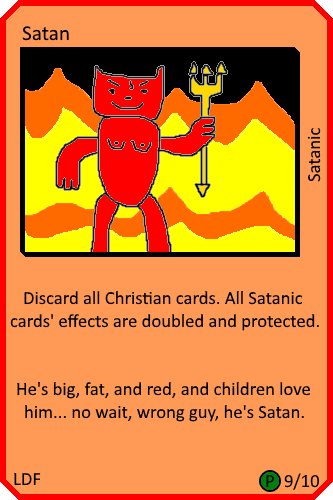 Satan
Satanic
Discard all Christian cards. All Satanic
cards' effects are doubled and protected.
He's big, fat, and red, and children love
him... no wait, wrong guy, he's Satan.
LDF
P 9/10